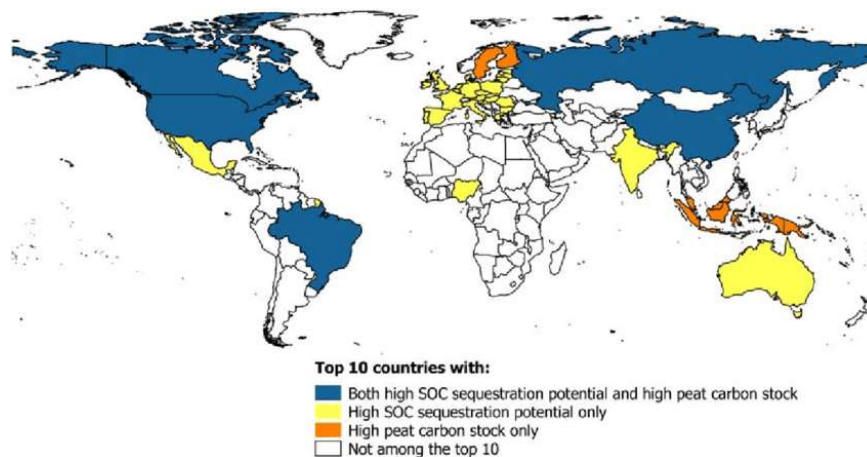 Top 10 countries with:
Both high SOC sequestration potential and high peat carbon stock
High SOC sequestration potential only
High peat carbon stock only
Not among the top 10